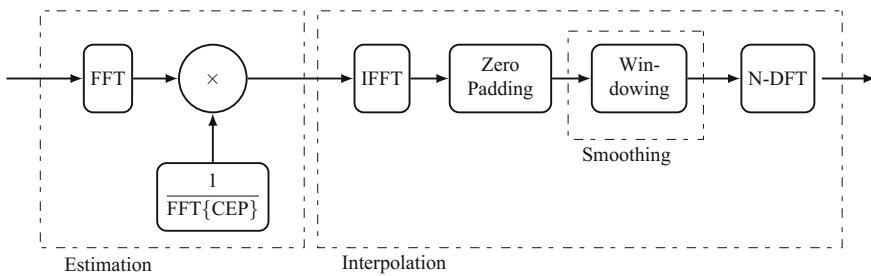 FFT
×
IFFT
Zero
Padding
Win-
dowing
N-DFT
Smoothing
1
FFT{CEP}
Estimation
Interpolation